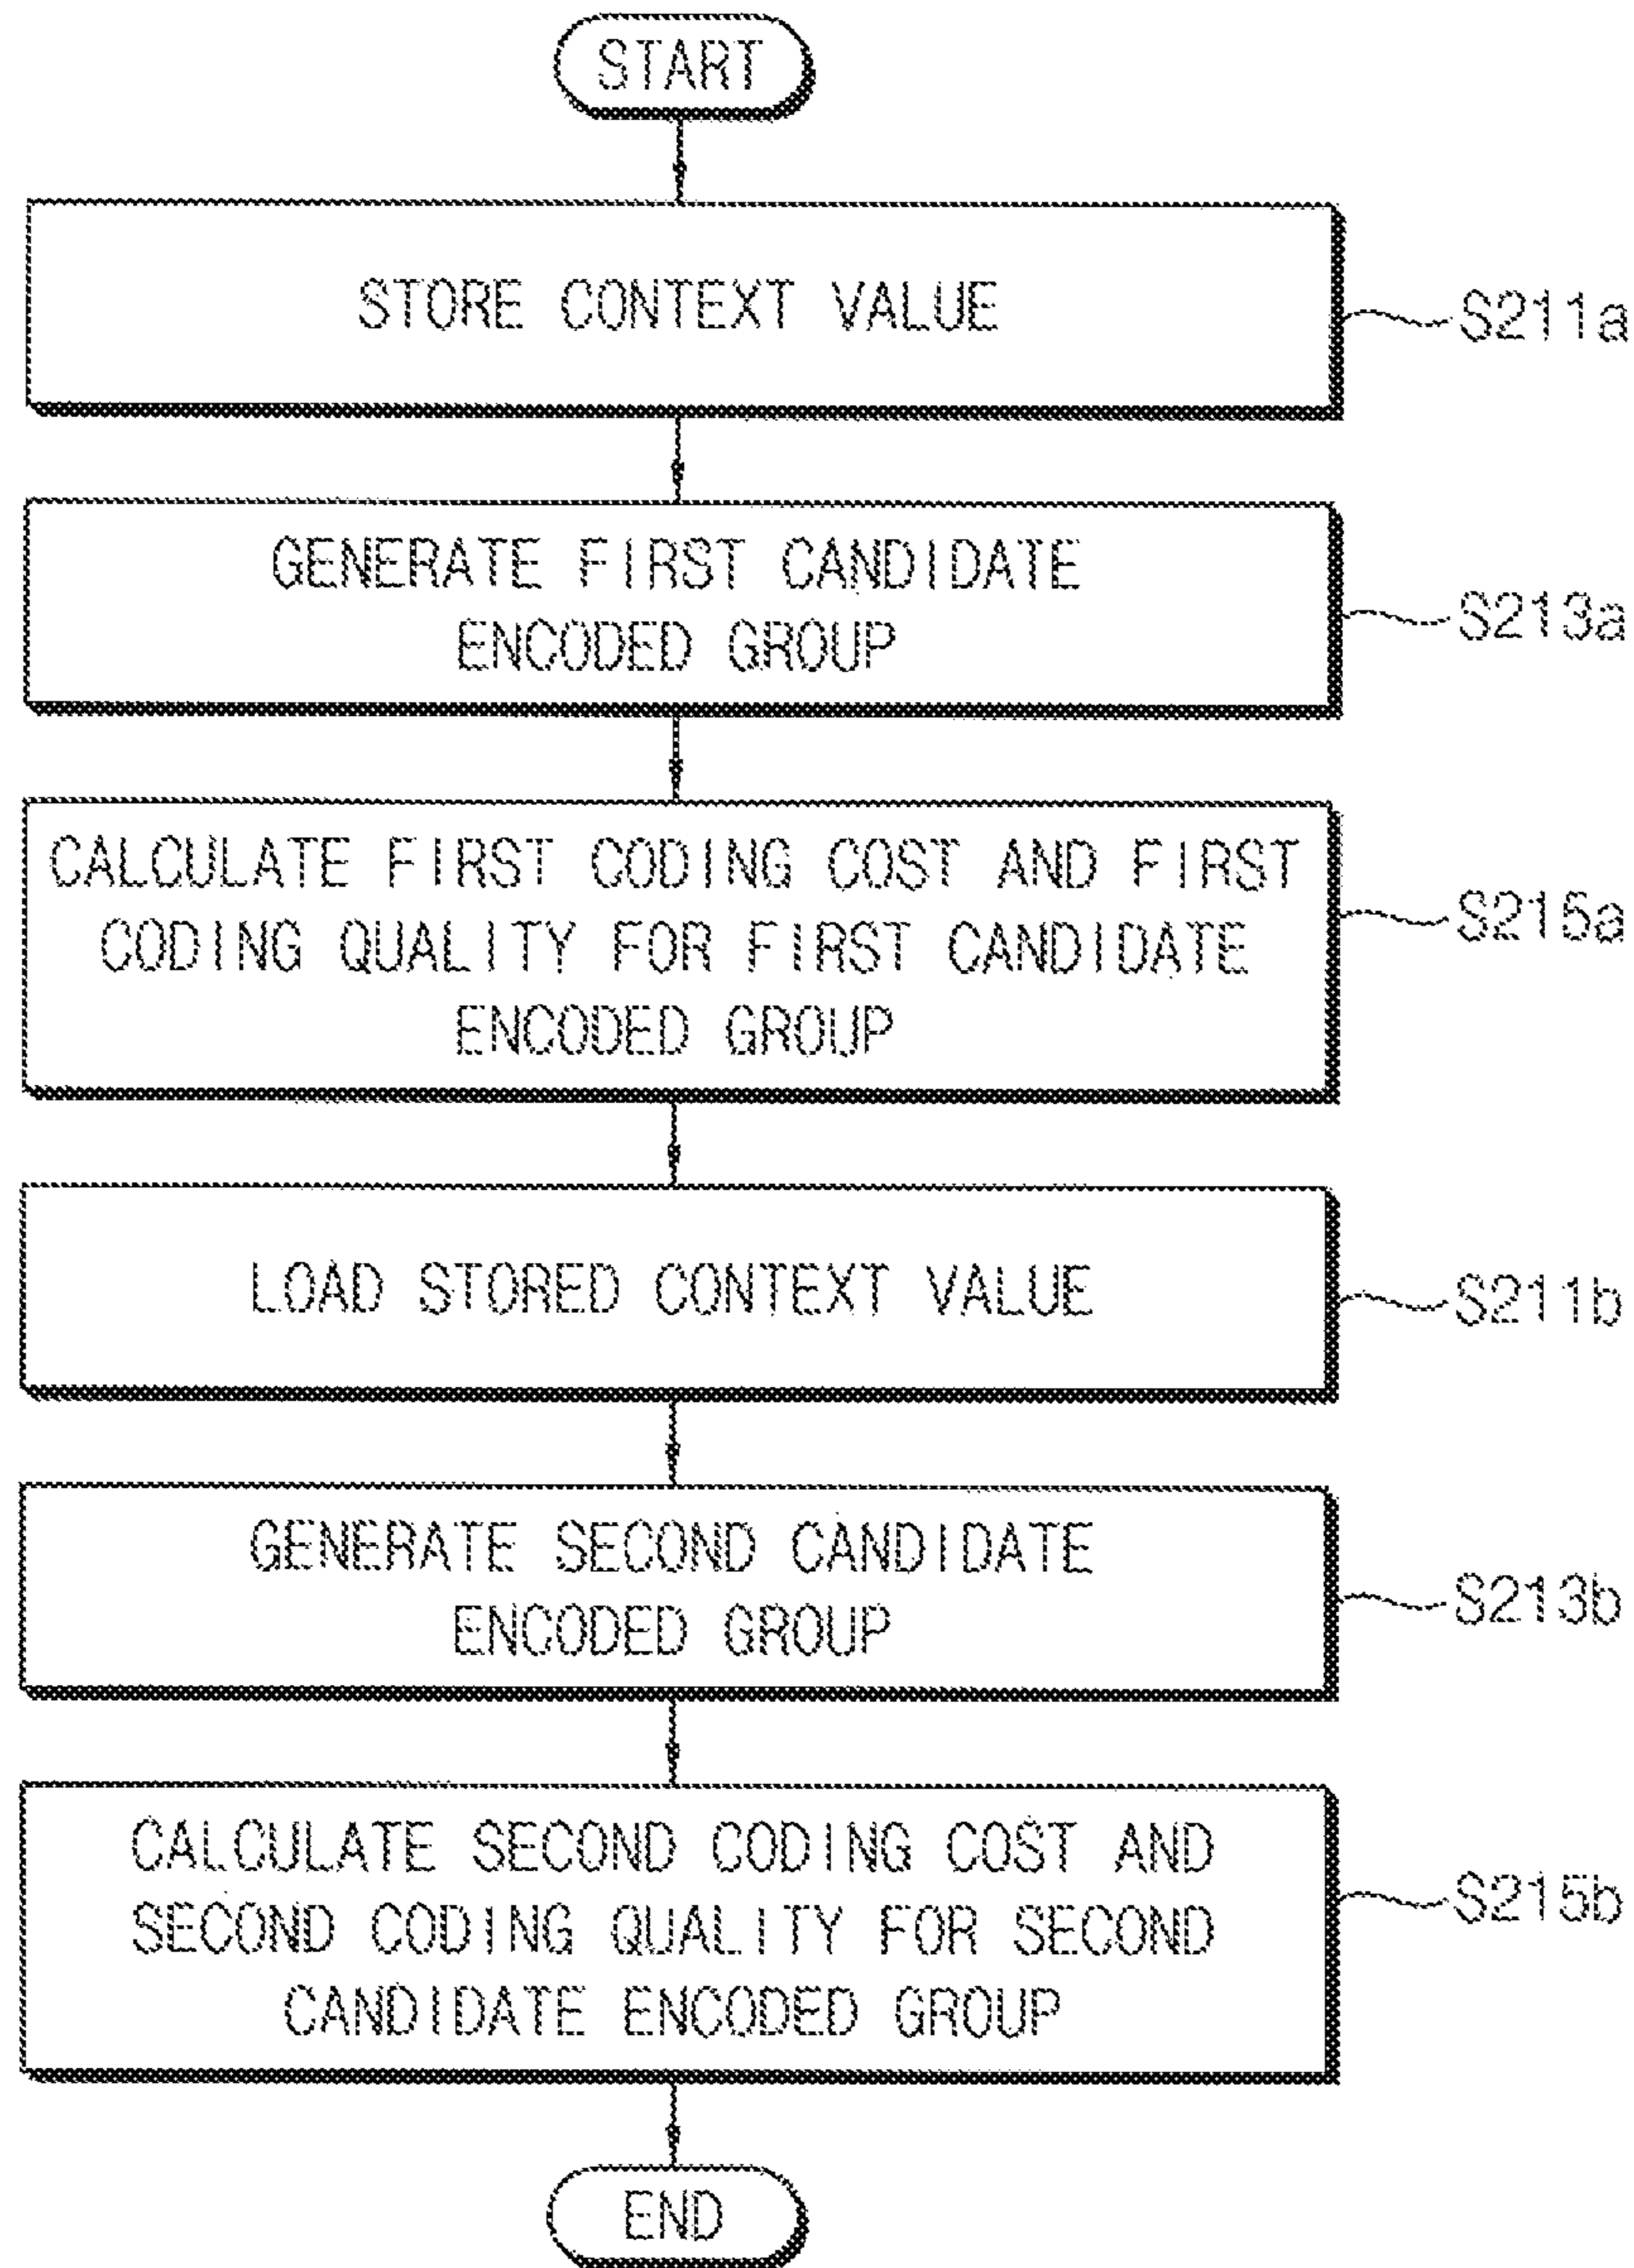 START
STORE CONTEXT VALUE
S211a
GENERATE FIRST CANDIDATE
ENCODED GROUP
S213a
CALCULATE FIRST CODING COST AND FIRST
CODING QUALITY FOR FIRST CANDIDATE
ENCODED GROUP
S215a
LOAD STORED CONTEXT VALUE
S211b
GENERATE SECOND CANDIDATE
ENCODED GROUP
S213b
CALCULATE SECOND CODING COST AND
SECOND CODING QUALITY FOR SECOND
CANDIDATE ENCODED GROUP
S215b
END